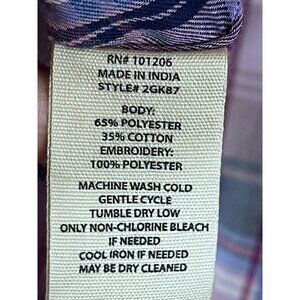 RN# 101206
MADE IN INDIA
STYLE# 2GK87
BODY:
65% POLYESTER
35% COTTON
EMBROIDERY:
100% POLYESTER
MACHINE WASH COLD
GENTLE CYCLE
TUMBLE DRY LOW
ONLY NON-CHLORINE BLEACH
IF NEEDED
COOL IRON IF NEEDED
MAY BE DRY CLEANED